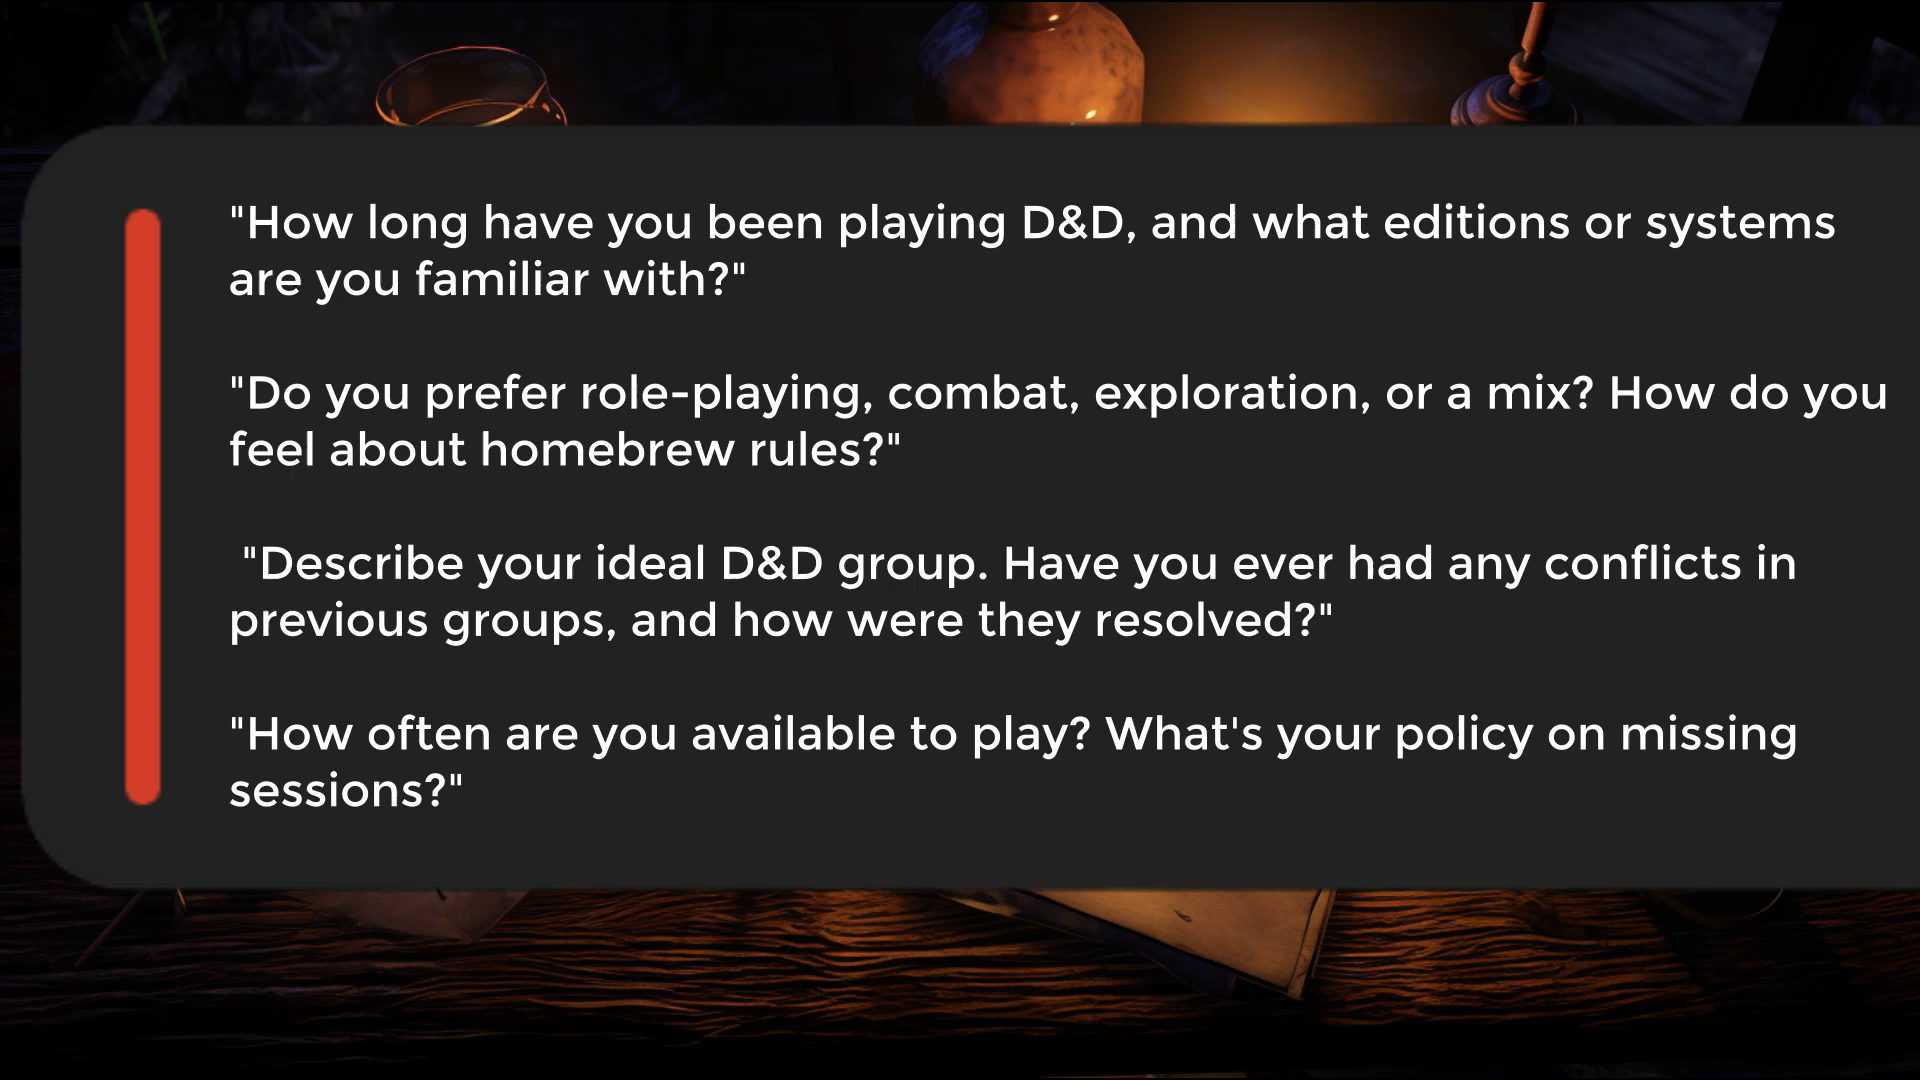 "How long have you been playing D&D, and what editions or systems
are you familiar with?"
"Do you prefer role-playing, combat, exploration, or a mix? How do you
feel about homebrew rules?"
"Describe your ideal D&D group. Have you ever had any conflicts in
previous groups, and how were they resolved?"
"How often are you available to play? What's your policy on missing
sessions?"